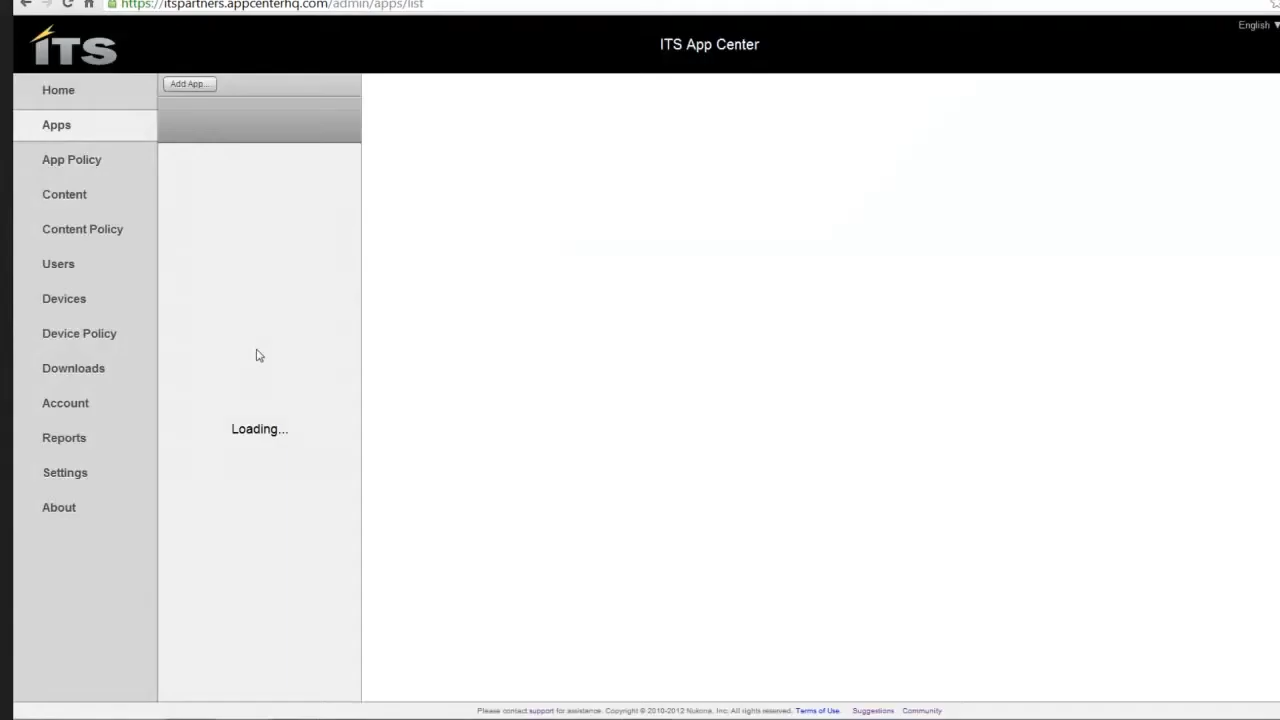 https://itspartners.appcenterhq.com/admin/apps/list
English
iTS
ITS App Center
Add App...
Home
Apps
App Policy
Content
Content Policy
Users
Devices
Device Policy
Downloads
Account
Reports
Settings
About
Loading...
Please contact support for assistance. Copyright © 2010-2012 Nukona, Inc. All rights reserved. Terms of Use. Suggestions Community